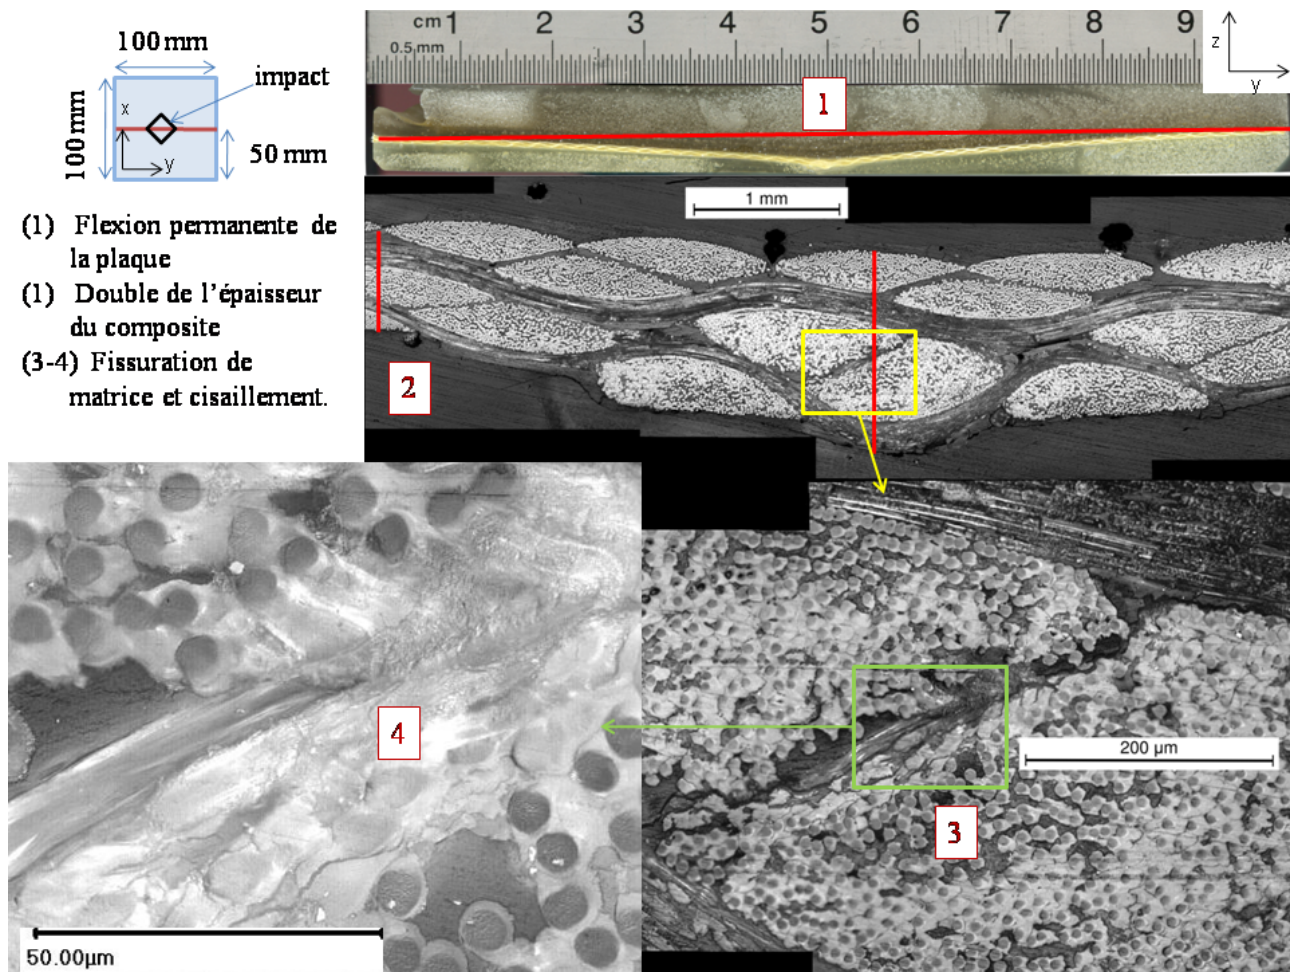 100 mm
impact
x
100 mm
y
50 mm
(1) Flexion permanente de
la plaque
(1) Double de l’épaisseur
du composite
(3-4) Fissuration de
matrice et cisaillement.
cm 1 2 3 4 5 6 7 8 9
0.5 mm
z
y
1
1 mm
2
4
50.00µm
200 µm
3